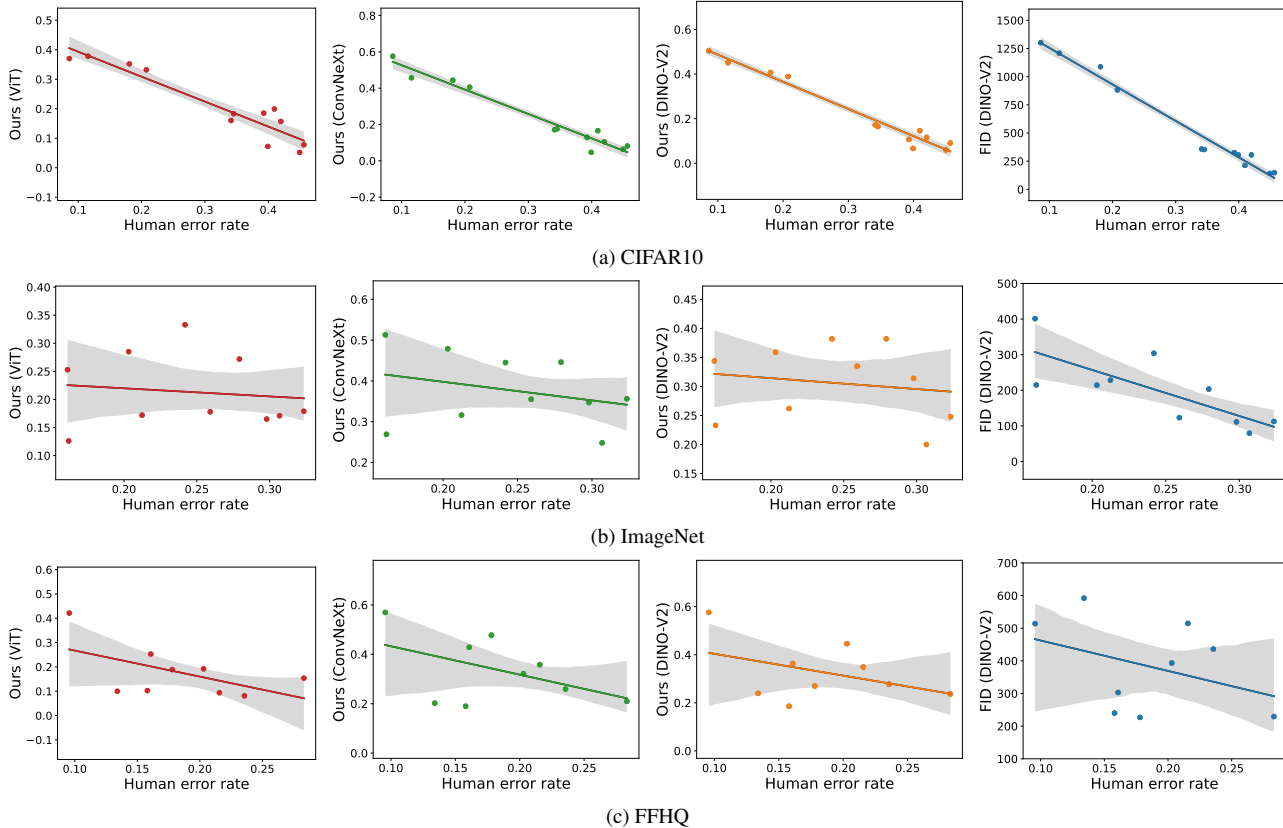 Ours (ViT)
0.5
0.4
0.3
0.2
0.1
0.0
−0.1
0.1 0.2 0.3 0.4
Human error rate
Ours (ConvNeXt)
0.8
0.6
0.4
0.2
0.0
−0.2
0.1 0.2 0.3 0.4
Human error rate
Ours (DINO-V2)
0.6
0.4
0.2
0.0
0.1 0.2 0.3 0.4
Human error rate
FID (DINO-V2)
1500
1250
1000
750
500
250
0
0.1 0.2 0.3 0.4
Human error rate
(a) CIFAR10
Ours (ViT)
0.40
0.35
0.30
0.25
0.20
0.15
0.10
0.20 0.25 0.30
Human error rate
Ours (ConvNeXt)
0.6
0.5
0.4
0.3
0.2
0.20 0.25 0.30
Human error rate
Ours (DINO-V2)
0.45
0.40
0.35
0.30
0.25
0.20
0.15
0.20 0.25 0.30
Human error rate
FID (DINO-V2)
500
400
300
200
100
0
0.20 0.25 0.30
Human error rate
(b) ImageNet
Ours (ViT)
0.6
0.5
0.4
0.3
0.2
0.1
0.0
−0.1
0.10 0.15 0.20 0.25
Human error rate
Ours (ConvNeXt)
0.6
0.4
0.2
0.0
0.10 0.15 0.20 0.25
Human error rate
Ours (DINO-V2)
0.6
0.4
0.2
0.0
0.10 0.15 0.20 0.25
Human error rate
FID (DINO-V2)
700
600
500
400
300
200
100
0.10 0.15 0.20 0.25
Human error rate
(c) FFHQ